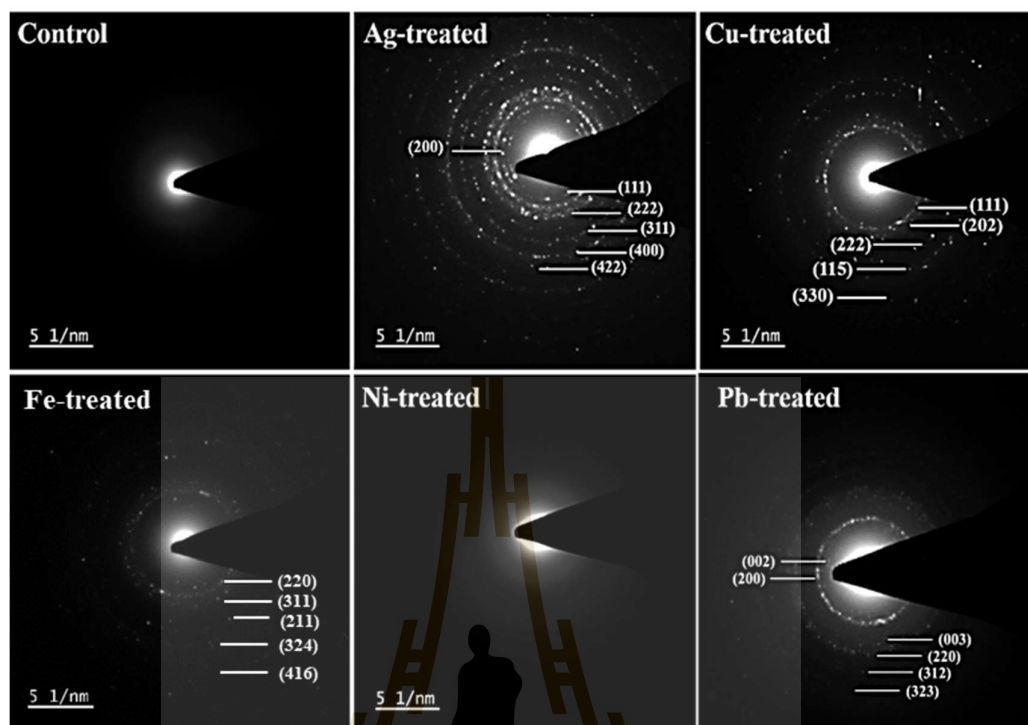 Control
5 1/nm
Ag-treated
(200)
(111)
(222)
(311)
(400)
(422)
5 1/nm
Cu-treated
(111)
(202)
(222)
(115)
(330)
5 1/nm
Fe-treated
(220)
(311)
(211)
(324)
(416)
5 1/nm
Ni-treated
5 1/nm
Pb-treated
(002)
(200)
(003)
(220)
(312)
(323)
5 1/nm